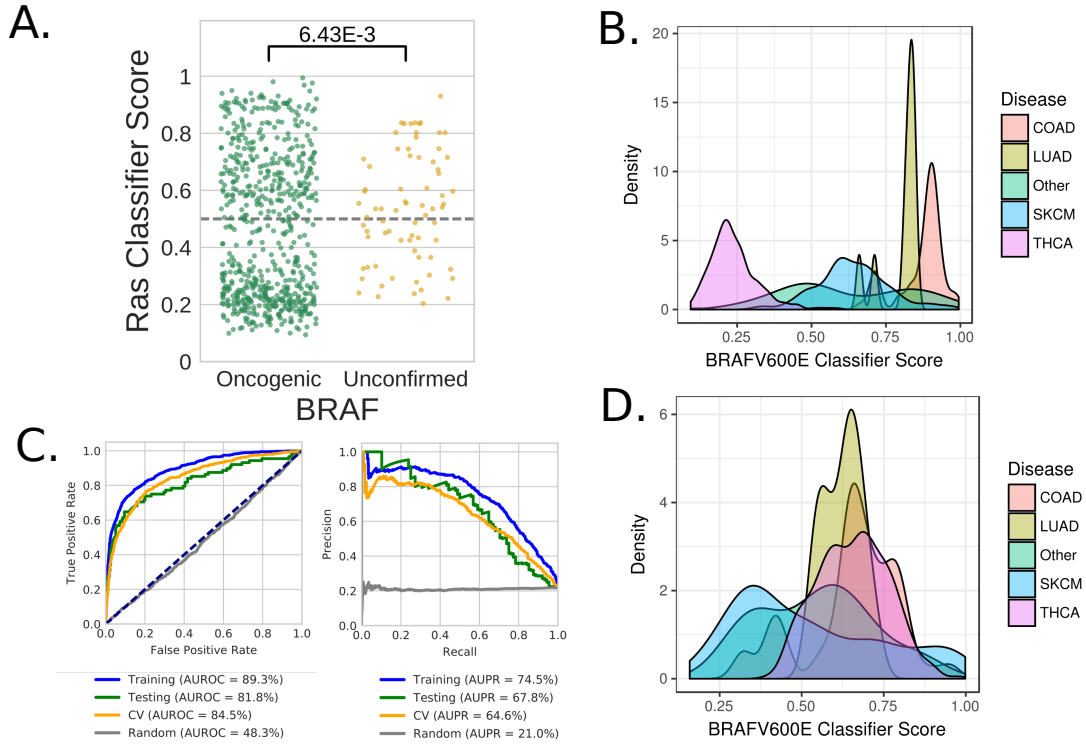 A.
6.43E-3
Ras Classifier Score
1
0.8
0.6
0.4
0.2
0
Oncogenic Unconfirmed
BRAF
B.
Density
20
15
10
5
0
0.25 0.50 0.75 1.00
BRAFV600E Classifier Score
Disease
COAD
LUAD
Other
SKCM
THCA
C.
True Positive Rate
1.0
0.8
0.6
0.4
0.2
0.0
0.0 0.2 0.4 0.6 0.8 1.0
False Positive Rate
Training (AUROC = 89.3%)
Testing (AUROC = 81.8%)
CV (AUROC = 84.5%)
Random (AUROC = 48.3%)
Precision
1.0
0.8
0.6
0.4
0.2
0.0
0.0 0.2 0.4 0.6 0.8 1.0
Recall
Training (AUPR = 74.5%)
Testing (AUPR = 67.8%)
CV (AUPR = 64.6%)
Random (AUPR = 21.0%)
D.
Density
6
4
2
0
0.25 0.50 0.75 1.00
BRAFV600E Classifier Score
Disease
COAD
LUAD
Other
SKCM
THCA